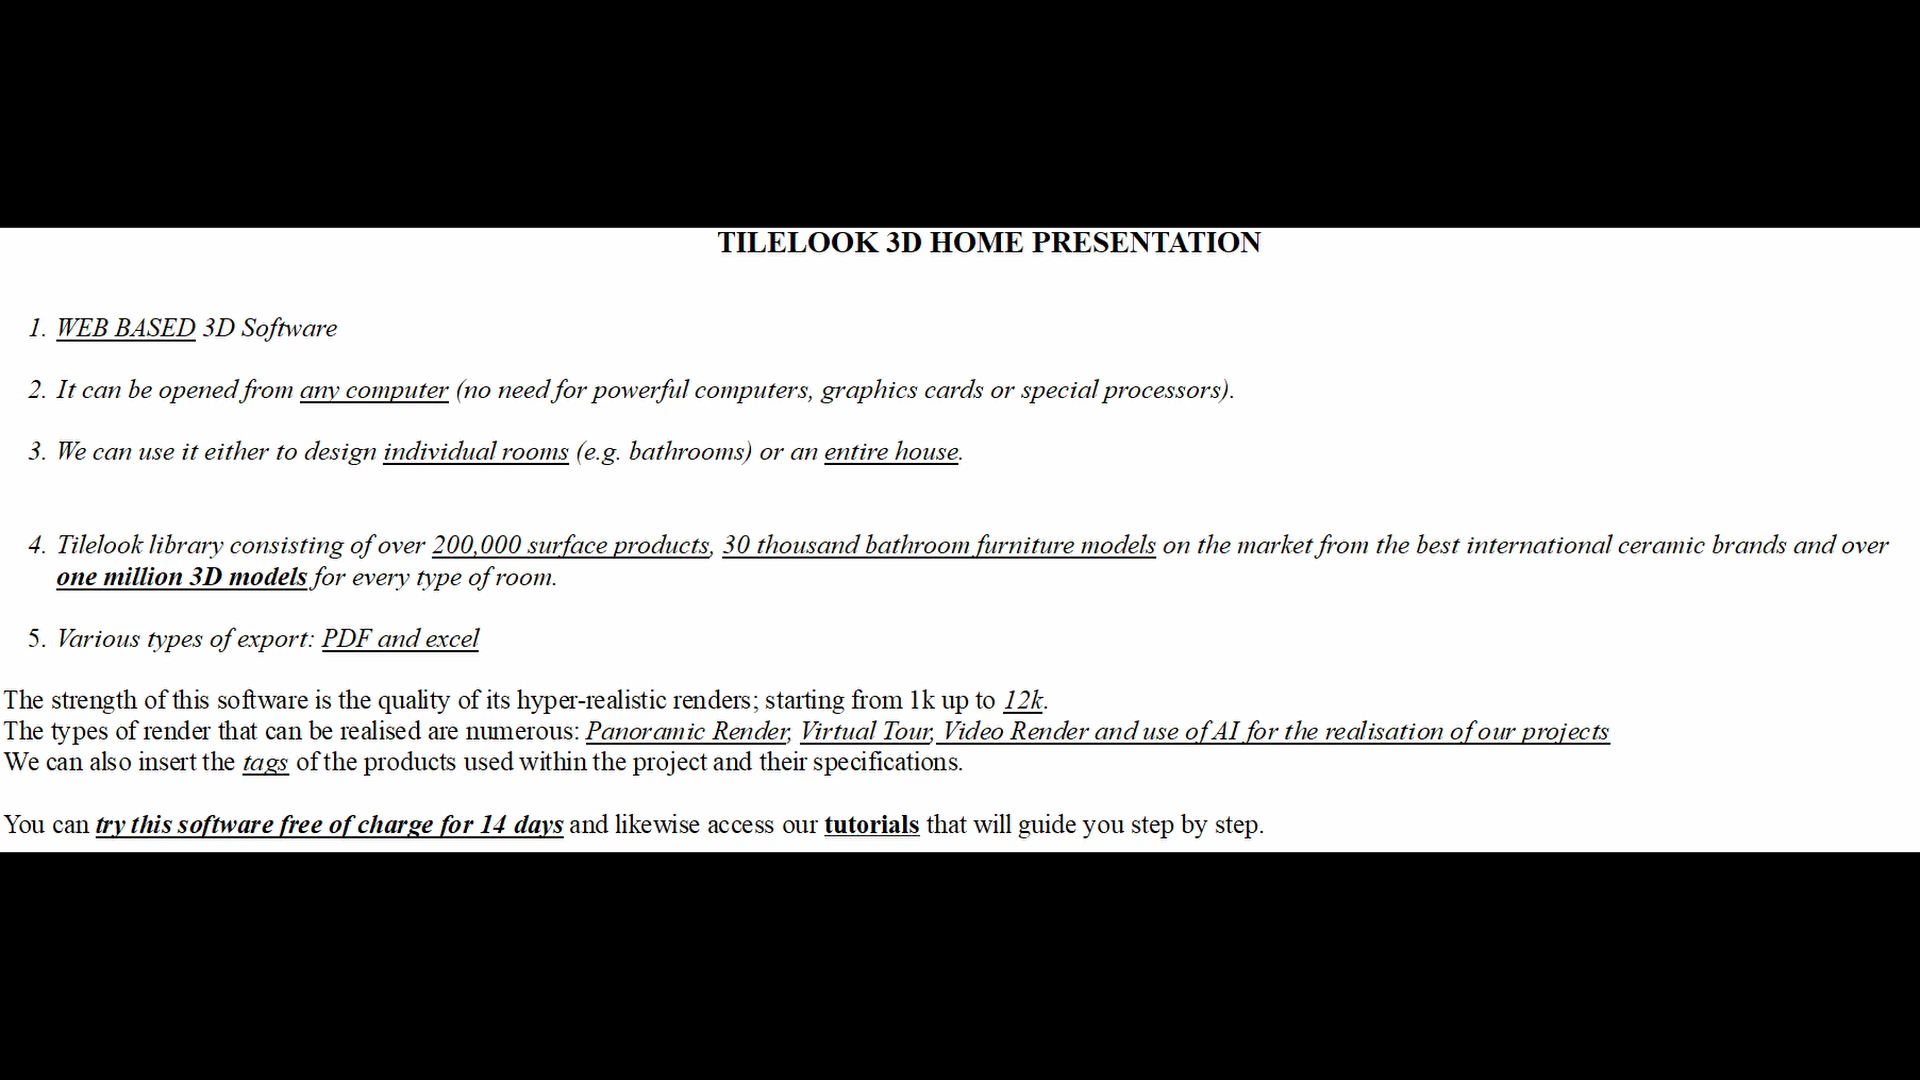 TILELOOK 3D HOME PRESENTATION
1. WEB BASED 3D Software
2. It can be opened from any computer (no need for powerful computers, graphics cards or special processors).
3. We can use it either to design individual rooms (e.g. bathrooms) or an entire house.
4. Tilelook library consisting of over 200,000 surface products, 30 thousand bathroom furniture models on the market from the best international ceramic brands and over
one million 3D models for every type of room.
5. Various types of export: PDF and excel
The strength of this software is the quality of its hyper-realistic renders; starting from 1k up to 12k.
The types of render that can be realised are numerous: Panoramic Render, Virtual Tour, Video Render and use of AI for the realisation of our projects
We can also insert the tags of the products used within the project and their specifications.
You can try this software free of charge for 14 days and likewise access our tutorials that will guide you step by step.